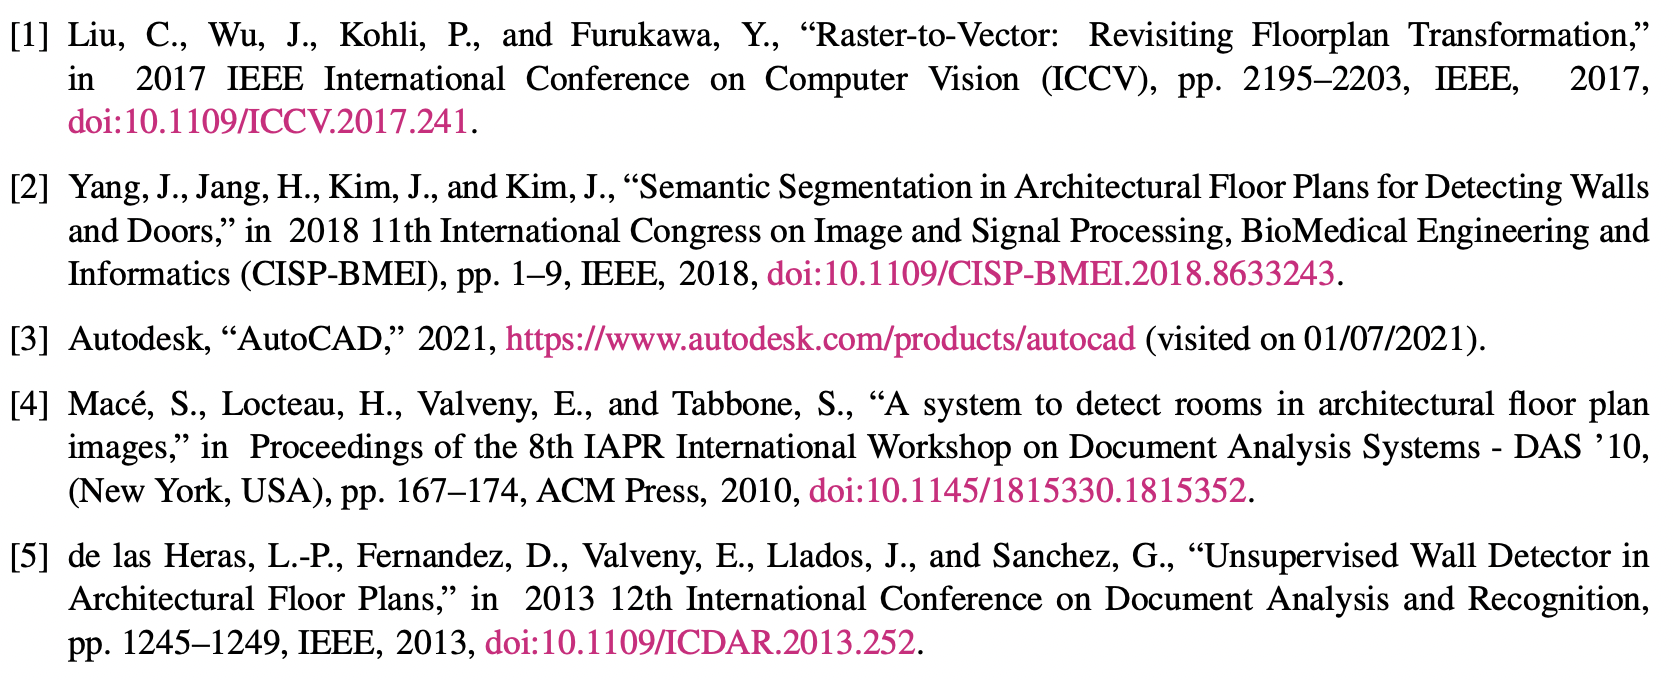 [1] Liu, C., Wu, J., Kohli, P., and Furukawa, Y., “Raster-to-Vector: Revisiting Floorplan Transformation,”
in 2017 IEEE International Conference on Computer Vision (ICCV), pp. 2195–2203, IEEE, 2017,
doi:10.1109/ICCV.2017.241.
[2] Yang, J., Jang, H., Kim, J., and Kim, J., “Semantic Segmentation in Architectural Floor Plans for Detecting Walls
and Doors,” in 2018 11th International Congress on Image and Signal Processing, BioMedical Engineering and
Informatics (CISP-BMEI), pp. 1–9, IEEE, 2018, doi:10.1109/CISP-BMEI.2018.8633243.
[3] Autodesk, “AutoCAD,” 2021, https://www.autodesk.com/products/autocad (visited on 01/07/2021).
[4] Macé, S., Locteau, H., Valveny, E., and Tabbone, S., “A system to detect rooms in architectural floor plan
images,” in Proceedings of the 8th IAPR International Workshop on Document Analysis Systems - DAS ’10,
(New York, USA), pp. 167–174, ACM Press, 2010, doi:10.1145/1815330.1815352.
[5] de las Heras, L.-P., Fernandez, D., Valveny, E., Llados, J., and Sanchez, G., “Unsupervised Wall Detector in
Architectural Floor Plans,” in 2013 12th International Conference on Document Analysis and Recognition,
pp. 1245–1249, IEEE, 2013, doi:10.1109/ICDAR.2013.252.